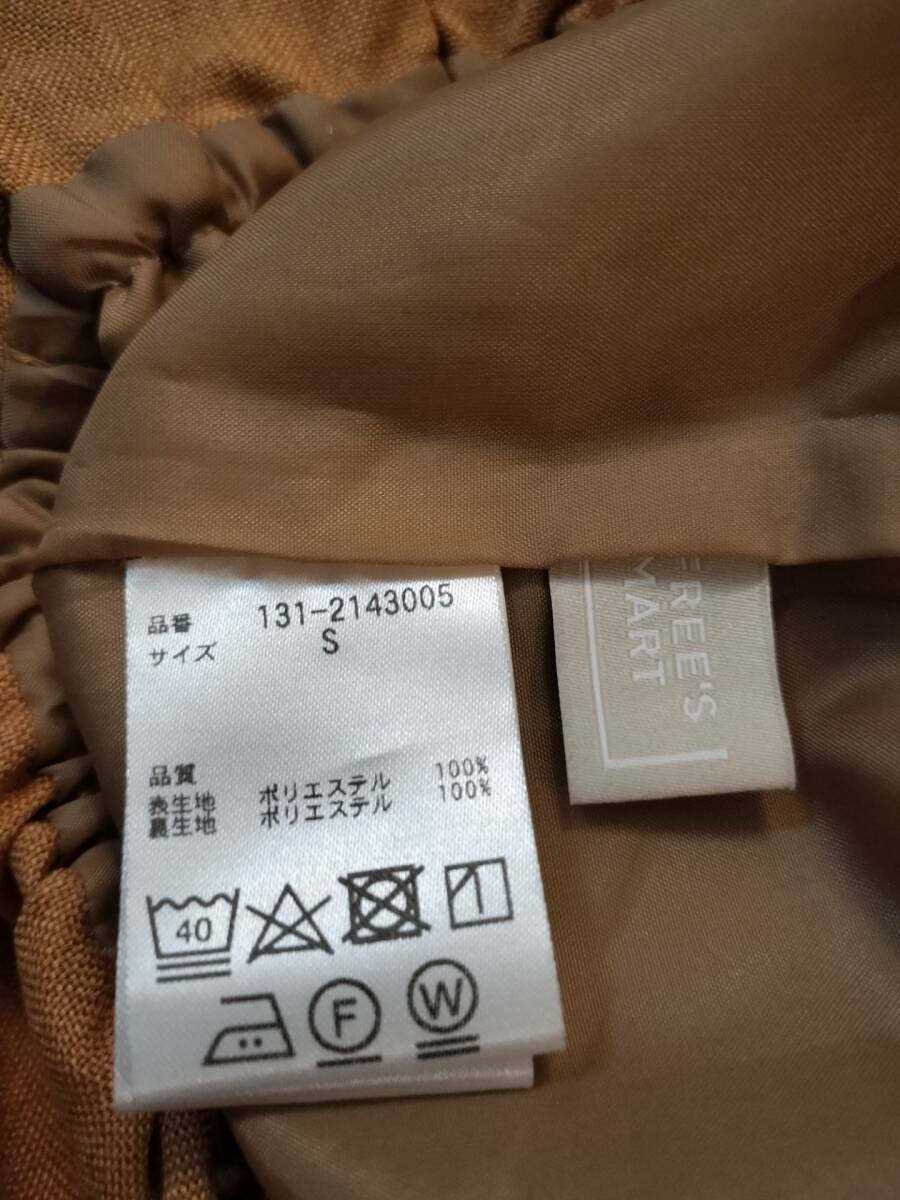 品番 131-2143005
サイズ S
品質
表生地 ポリエステル 100%
裏生地 ポリエステル 100%
40
F
W
FREE'S
MART